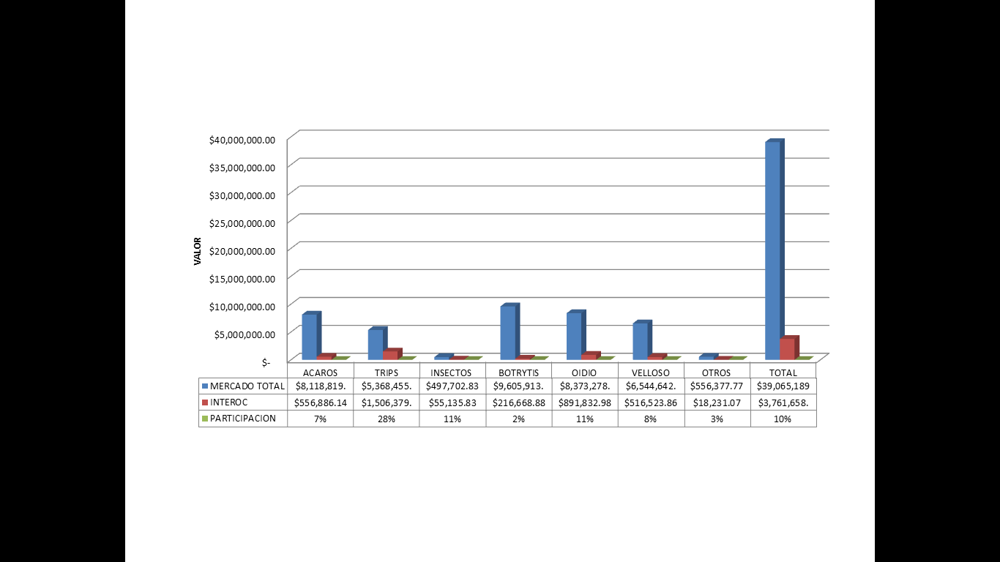 $40,000,000.00
$35,000,000.00
$30,000,000.00
$25,000,000.00
$20,000,000.00
$15,000,000.00
$10,000,000.00
$5,000,000.00
$-
VALOR
ACAROS TRIPS INSECTOS BOTRYTIS OIDIO VELLOSO OTROS TOTAL
MERCADO TOTAL $8,118,819. $5,368,455. $497,702.83 $9,605,913. $8,373,278. $6,544,642. $556,377.77 $39,065,189
INTEROC $556,886.14 $1,506,379. $55,135.83 $216,668.88 $891,832.98 $516,523.86 $18,231.07 $3,761,658.
PARTICIPACION 7% 28% 11% 2% 11% 8% 3% 10%